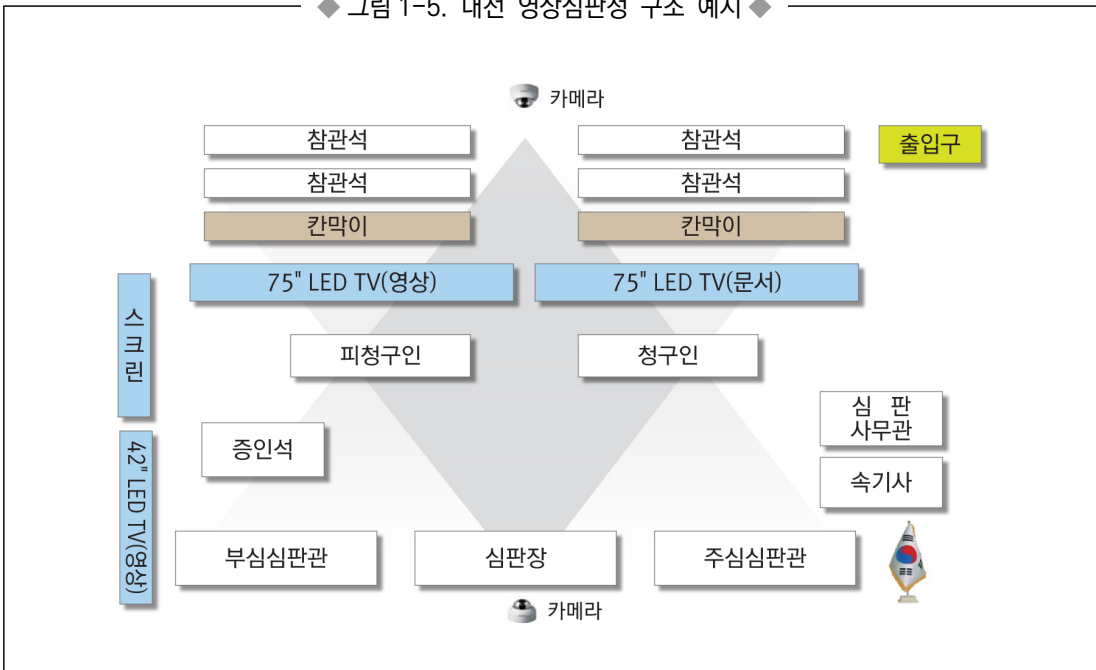 ◆ 그림 1-5. 대전 영상심판정 구조 예시 ◆
카메라
참관석 참관석 출입구
참관석 참관석
칸막이 칸막이
75" LED TV(영상) 75" LED TV(문서)
스크린
피청구인 청구인
심 판
사무관
증인석
속기사
42" LED TV(영상)
부심심판관 심판장 주심심판관
카메라